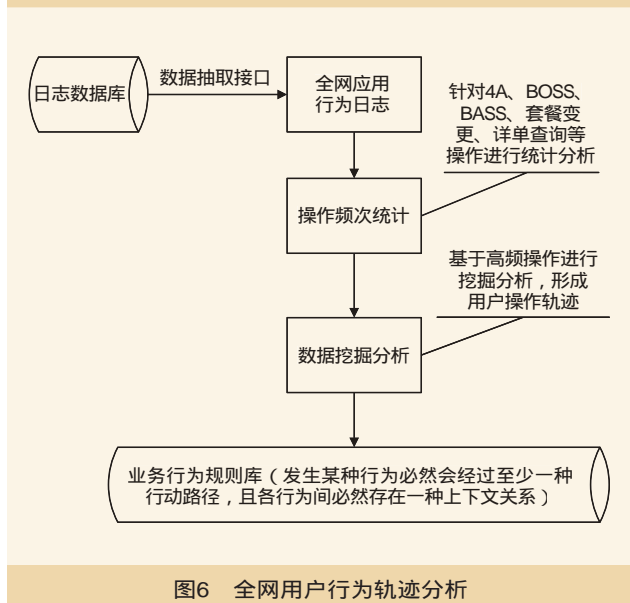 日志数据库
数据抽取接口
全网应用
行为日志
针对4A、BOSS、
BASS、套餐变
更、详单查询等
操作进行统计分析
操作频次统计
基于高频操作进行
挖掘分析，形成
用户操作轨迹
数据挖掘分析
业务行为规则库（发生某种行为必然会经过至少一种
行动路径，且各行为间必然存在一种上下文关系）
图6 全网用户行为轨迹分析